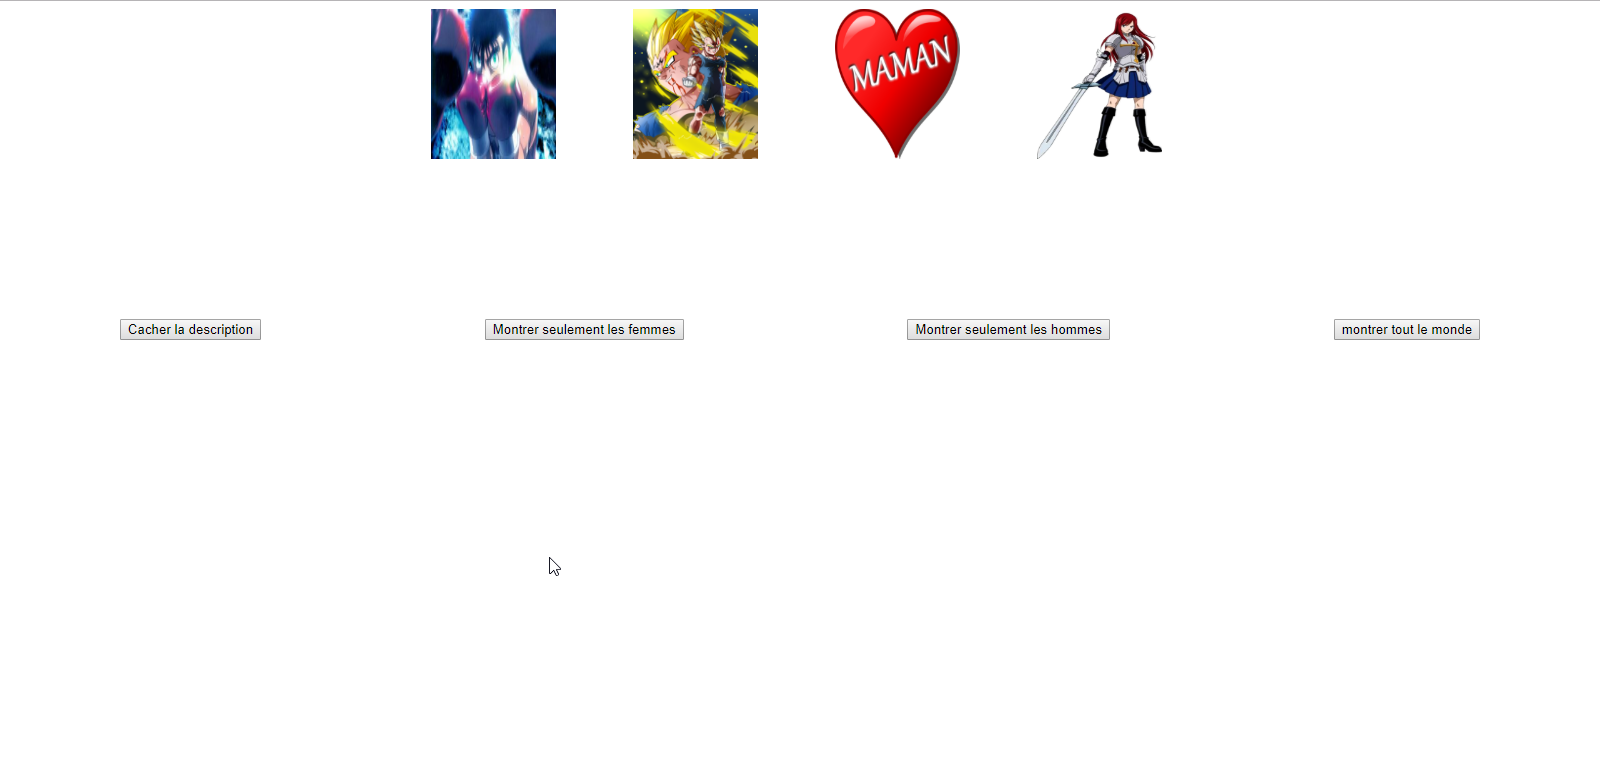 MAMAN
Cacher la description
Montrer seulement les femmes
Montrer seulement les hommes
montrer tout le monde